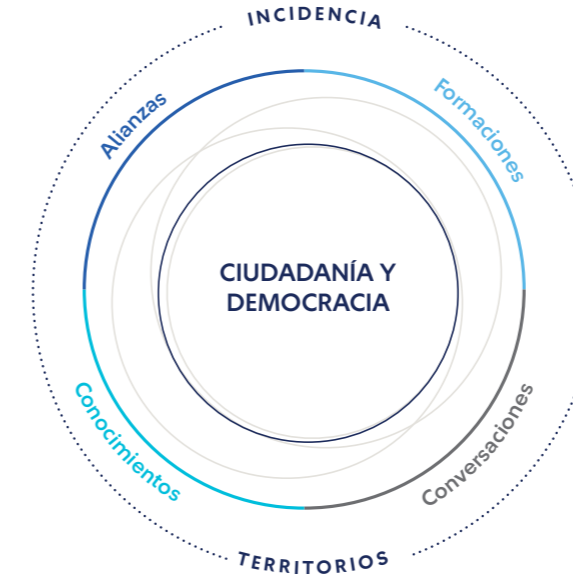 INCIDENCIA
Alianzas
Formaciones
CIUDADANÍA Y
DEMOCRACIA
Conocimientos
Conversaciones
TERRITORIOS